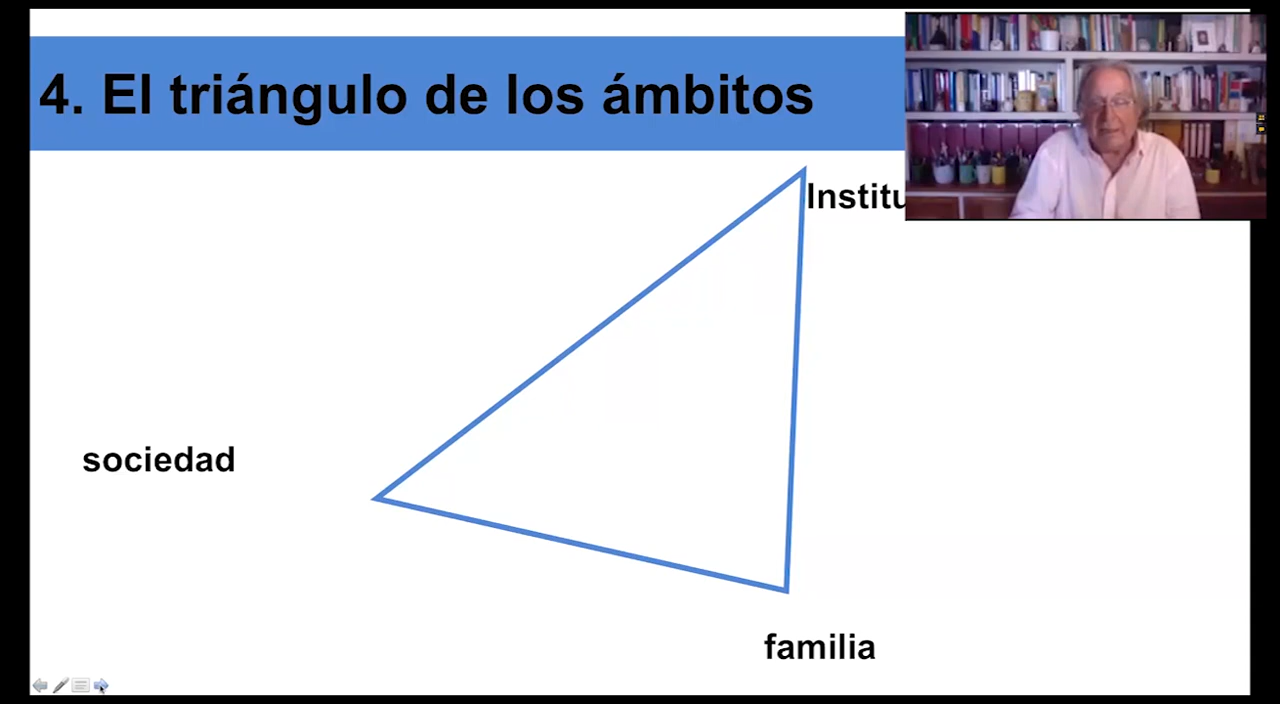 4. El triángulo de los ámbitos
Institu
sociedad
familia